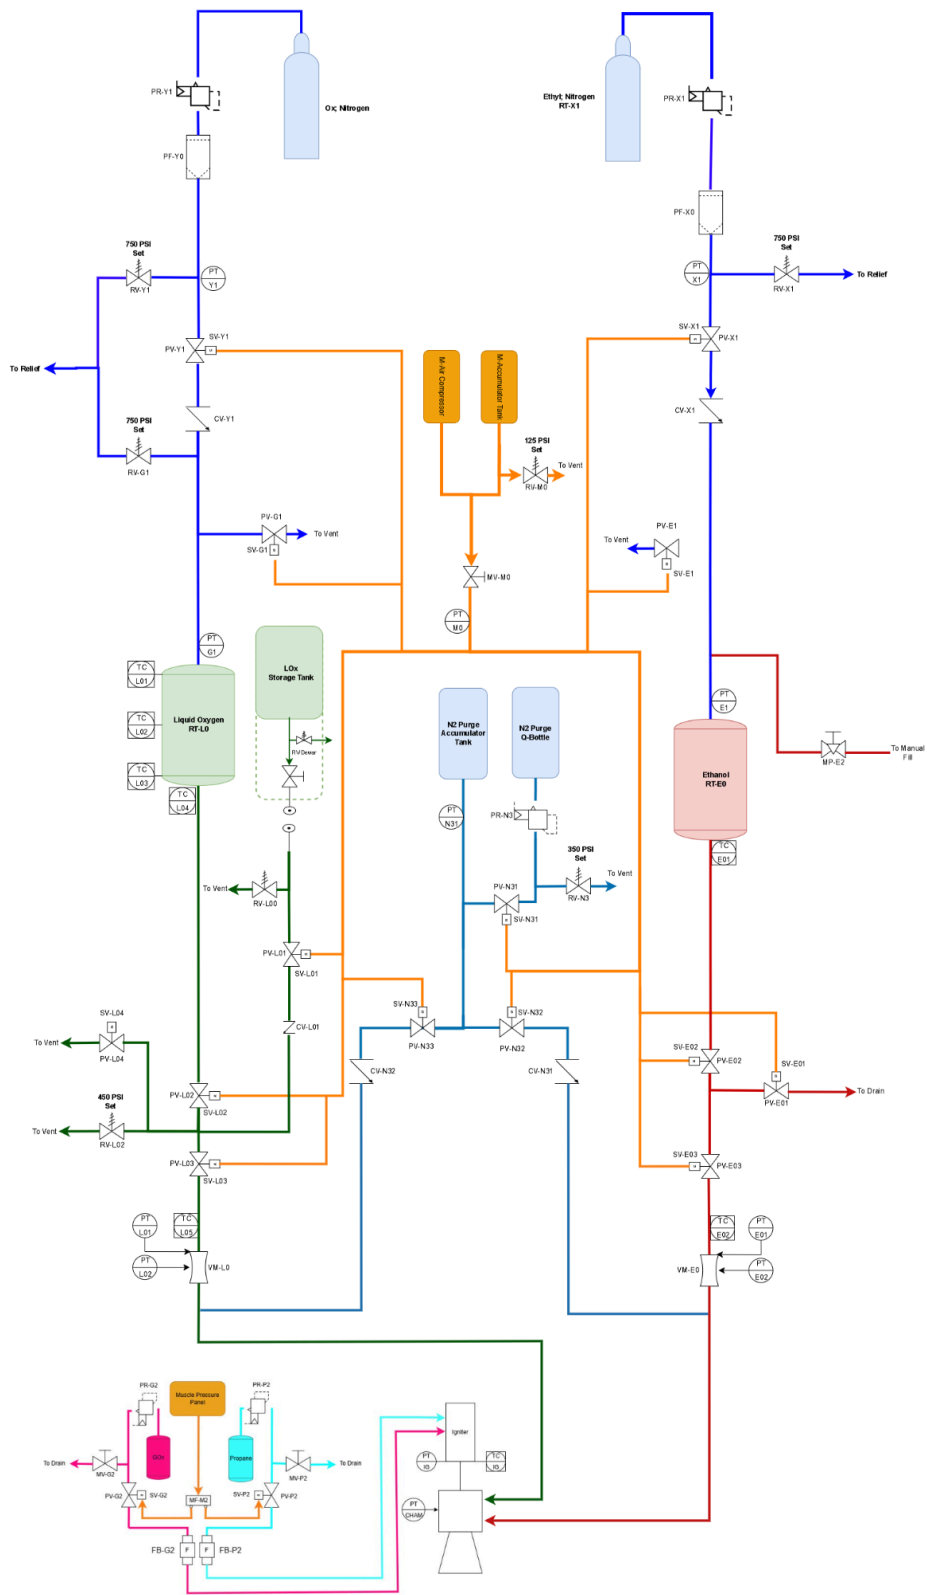 PR-Y1
Ox; Nitrogen
Ethyl; Nitrogen
RT-X1
PR-X1
PF-Y0
PF-X0
750 PSI
Set
RV-Y1
PT
Y1
PT
X1
750 PSI
Set
RV-X1
To Relief
SV-Y1
PV-Y1
SV-X1
PV-X1
To Relief
M-Air Compressor
M-Accumulator Tank
CV-Y1
CV-X1
750 PSI
Set
RV-G1
125 PSI
Set
RV-M0
To Vent
PV-G1
SV-G1
To Vent
PV-E1
To Vent
SV-E1
MV-M0
PT
M0
PT
G1
TC
L01
TC
L02
TC
L03
TC
L04
Liquid Oxygen
RT-L0
LOx
Storage Tank
RV-Dewar
N2 Purge
Accumulator
Tank
N2 Purge
Q-Bottle
PT
E1
Ethanol
RT-E0
MP-E2
To Manual
Fill
PT
N31
PR-N3
TC
E01
350 PSI
Set
RV-N3
To Vent
To Vent
RV-L00
PV-N31
SV-N31
PV-L01
SV-L01
SV-N33
PV-N33
SV-N32
PV-N32
CV-L01
SV-L04
To Vent
PV-L04
CV-N32
CV-N31
SV-E02
PV-E02
SV-E01
PV-E01
To Drain
PV-L02
SV-L02
450 PSI
Set
To Vent
RV-L02
PV-L03
SV-L03
SV-E03
PV-E03
PT
L01
TC
L05
PT
L02
VM-L0
TC
E02
PT
E01
PT
E02
VM-E0
PR-G2
Muscle Pressure
Panel
PR-P2
GOx
Propane
To Drain
MV-G2
MV-P2
To Drain
PV-G2
SV-G2
MF-M2
SV-P2
PV-P2
FB-G2
F
F
FB-P2
Igniter
PT
IG
TC
IG
PT
CHAM